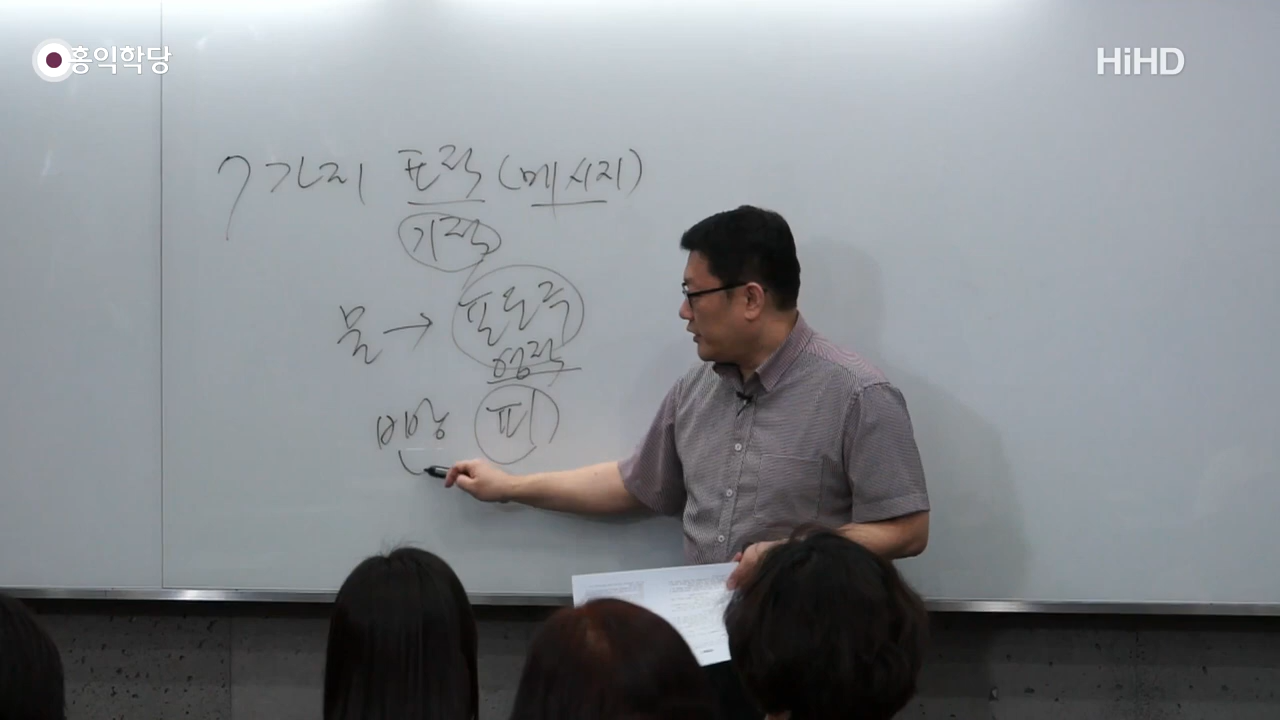 홍익학당
HiHD
7가지 표적 (메시지)
기적
물 → 포도주
영적
피